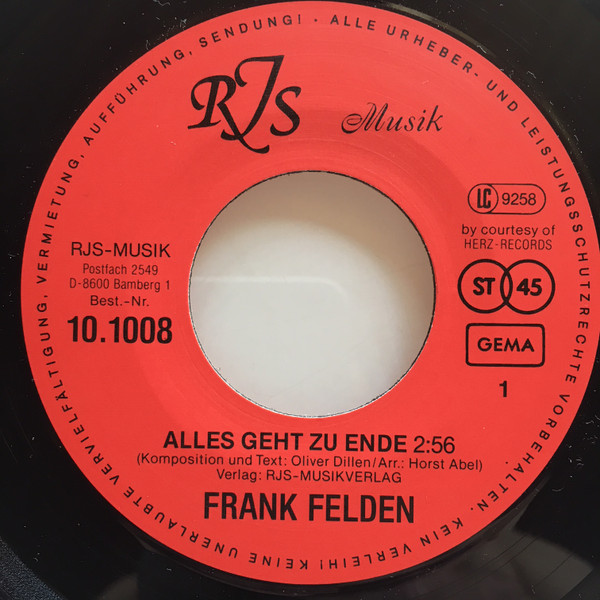 ALLE URHEBER- UND LEISTUNGSSCHUTZRECHTE VORBEHALTEN. KEIN VERLEIH! KEINE UNERLAUBTE VERVIELFÄLTIGUNG, VERMIETUNG, AUFFÜHRUNG, SENDUNG! ·
RJS Musik
LC 9258
by courtesy of
HERZ-RECORDS
RJS-MUSIK
Postfach 2549
D-8600 Bamberg 1
Best.-Nr.
10.1008
ST 45
GEMA
1
ALLES GEHT ZU ENDE 2:56
(Komposition und Text: Oliver Dillen/Arr.: Horst Abel)
Verlag: RJS-MUSIKVERLAG
FRANK FELDEN